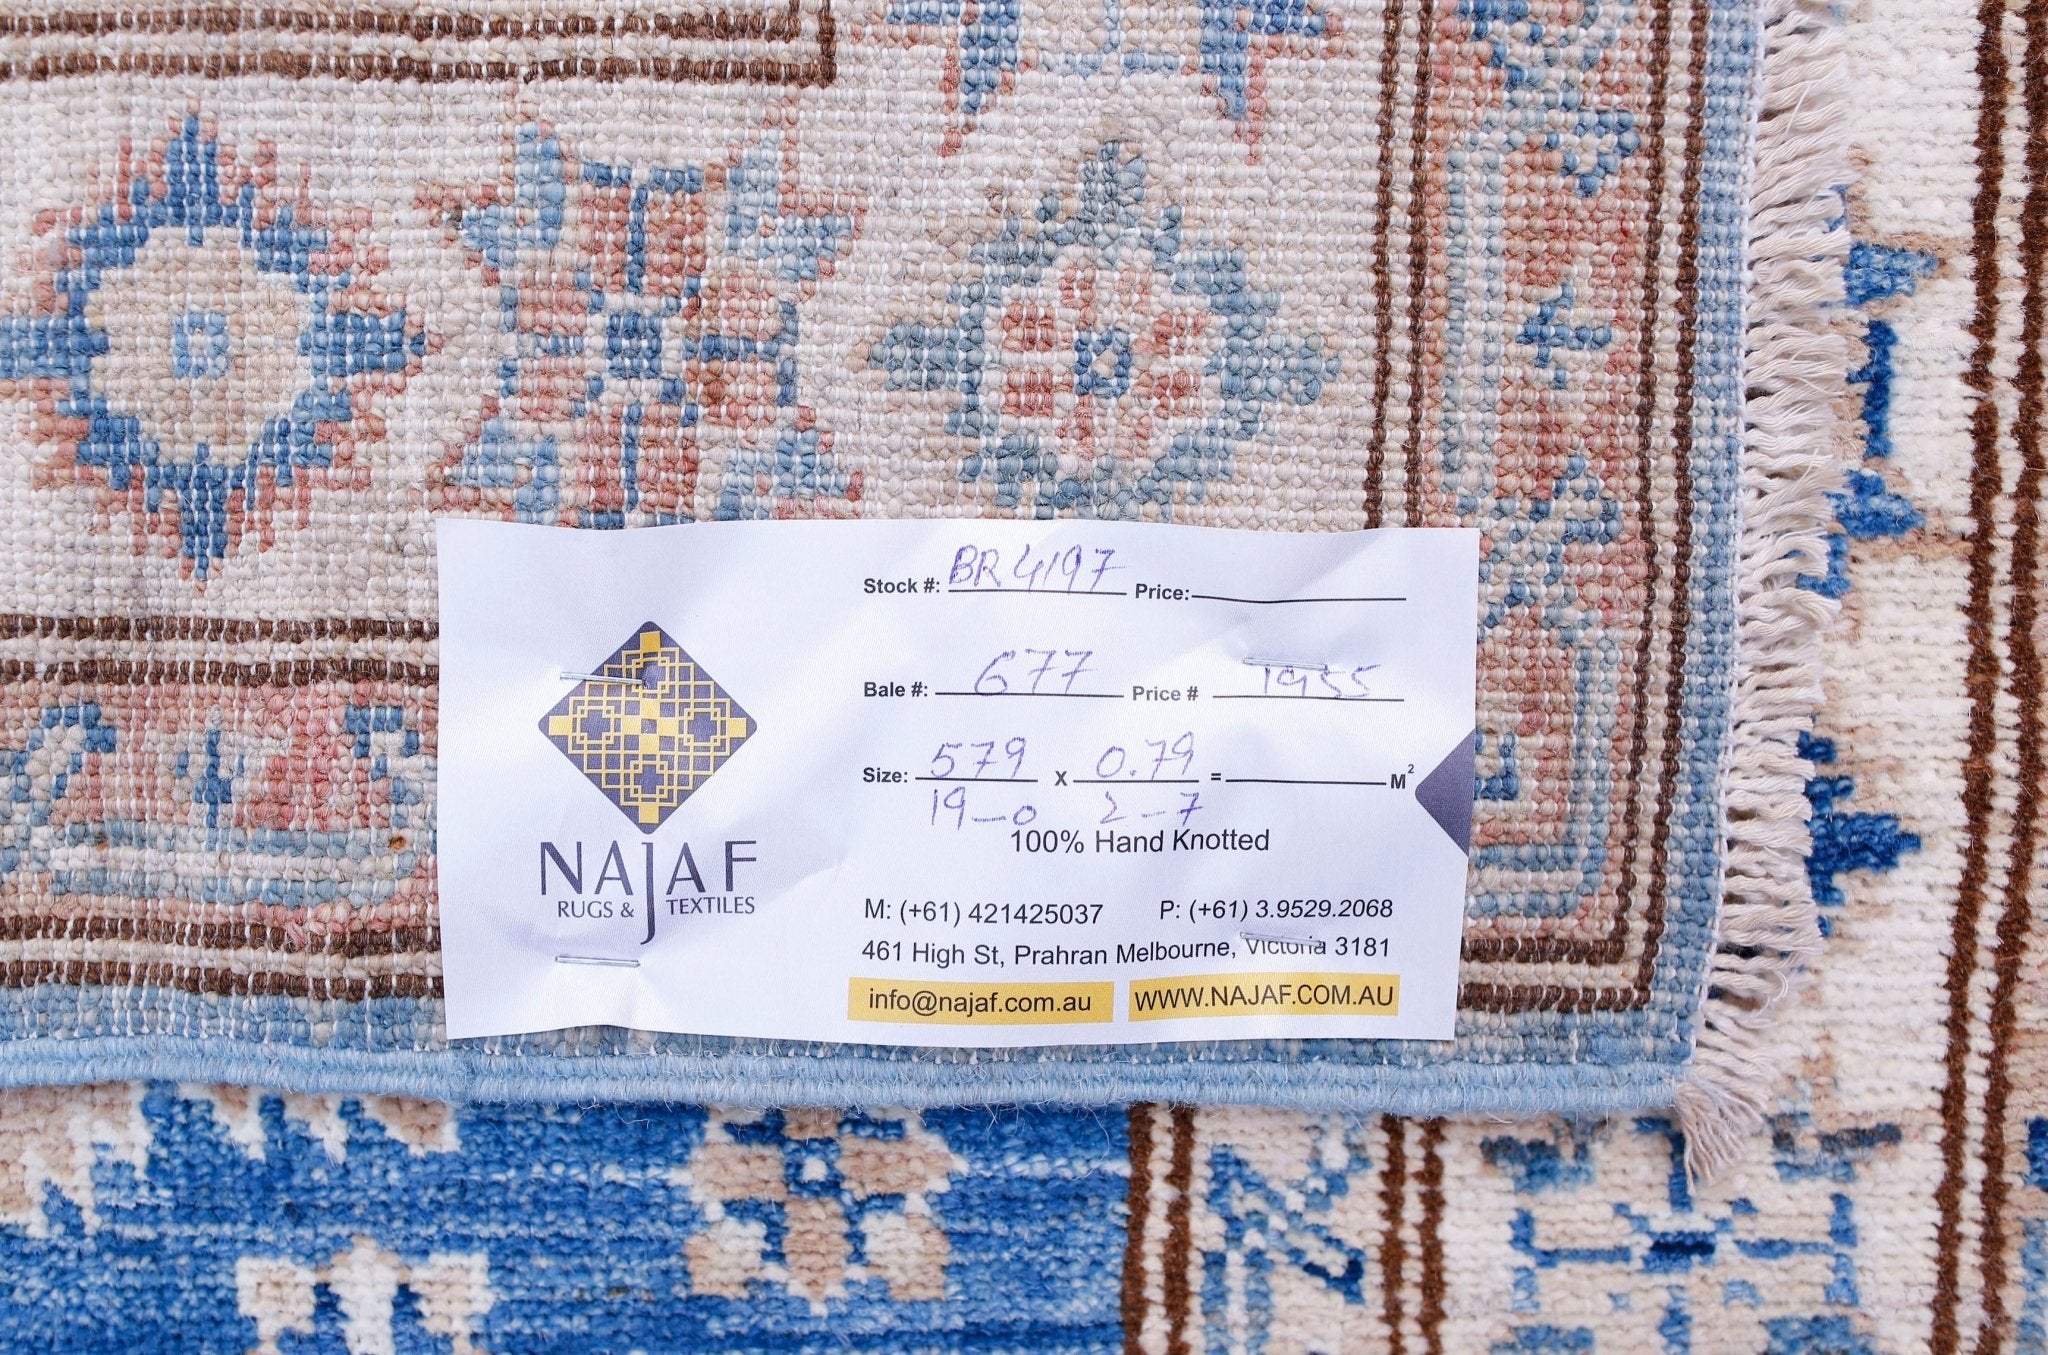 Stock #: BR4197 Price:
Bale #: 677 Price # 1955
Size: 579 X 0.79 = M²
19-0 2-7
100% Hand Knotted
NAJAF
RUGS & TEXTILES
M: (+61) 421425037 P: (+61) 3.9529.2068
461 High St, Prahran Melbourne, Victoria 3181
info@najaf.com.au WWW.NAJAF.COM.AU